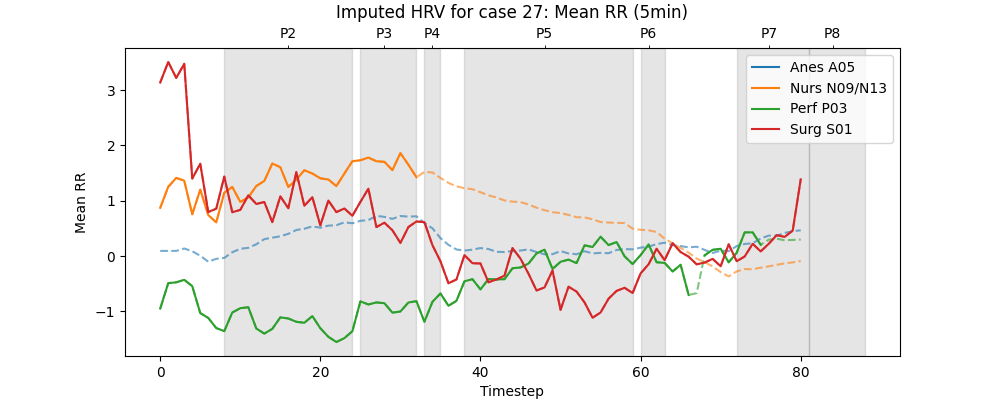 Imputed HRV for case 27: Mean RR (5min)
P2 P3 P4 P5 P6 P7 P8
Anes A05
Nurs N09/N13
Perf P03
Surg S01
3
2
1
0
−1
Mean RR
0 20 40 60 80
Timestep